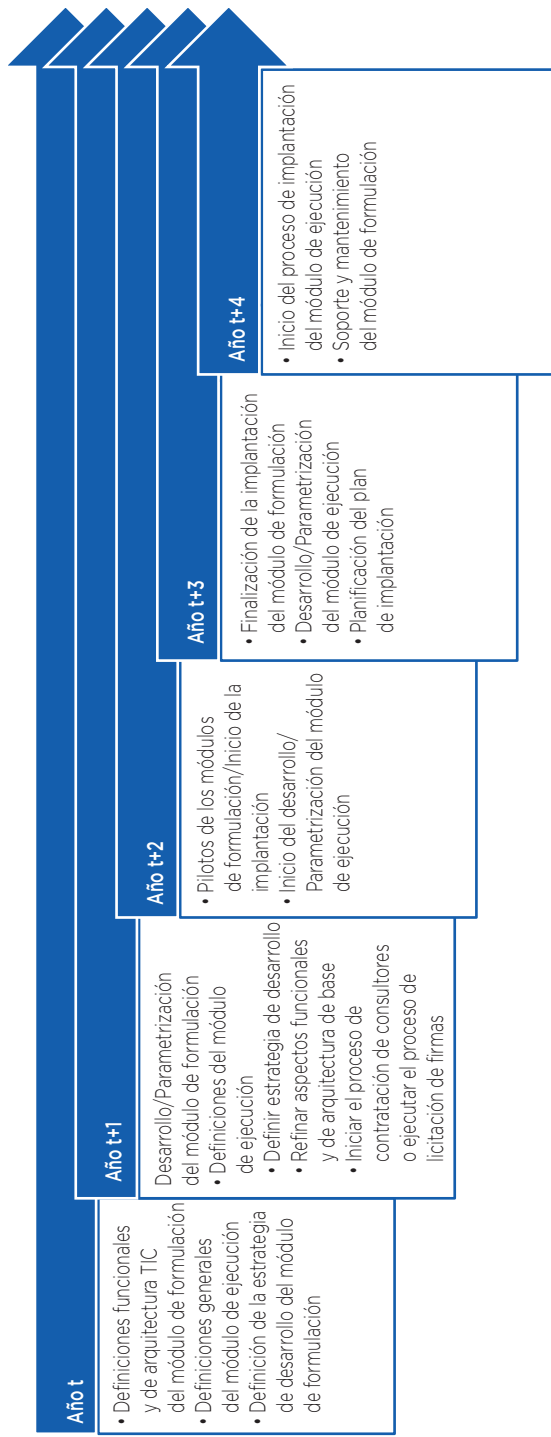 Año t
• Definiciones funcionales
y de arquitectura TIC
del módulo de formulación
• Definiciones generales
del módulo de ejecución
• Definición de la estrategia
de desarrollo del módulo
de formulación
Año t+1
Desarrollo/Parametrización
del módulo de formulación
• Definiciones del módulo
de ejecución
• Definir estrategia de desarrollo
• Refinar aspectos funcionales
y de arquitectura de base
• Iniciar el proceso de
contratación de consultores
o ejecutar el proceso de
licitación de firmas
Año t+2
• Pilotos de los módulos
de formulación/Inicio de la
implantación
• Inicio del desarrollo/
Parametrización del módulo
de ejecución
Año t+3
• Finalización de la implantación
del módulo de formulación
• Desarrollo/Parametrización
del módulo de ejecución
• Planificación del plan
de implantación
Año t+4
• Inicio del proceso de implantación
del módulo de ejecución
• Soporte y mantenimiento
del módulo de formulación